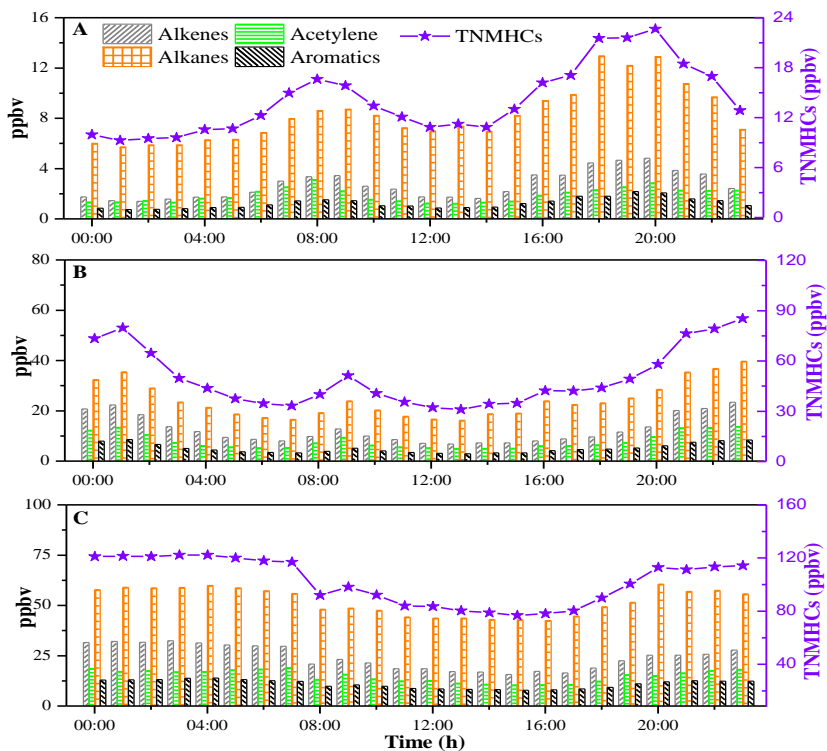 A Alkenes Acetylene TNMHCs
Alkanes Aromatics
ppbv
16
12
8
4
0
TNMHCs (ppbv)
24
18
12
6
0
00:00 04:00 08:00 12:00 16:00 20:00
B
ppbv
80
60
40
20
0
TNMHCs (ppbv)
120
90
60
30
0
00:00 04:00 08:00 12:00 16:00 20:00
C
ppbv
100
75
50
25
0
TNMHCs (ppbv)
160
120
80
40
00:00 04:00 08:00 12:00 16:00 20:00
Time (h)